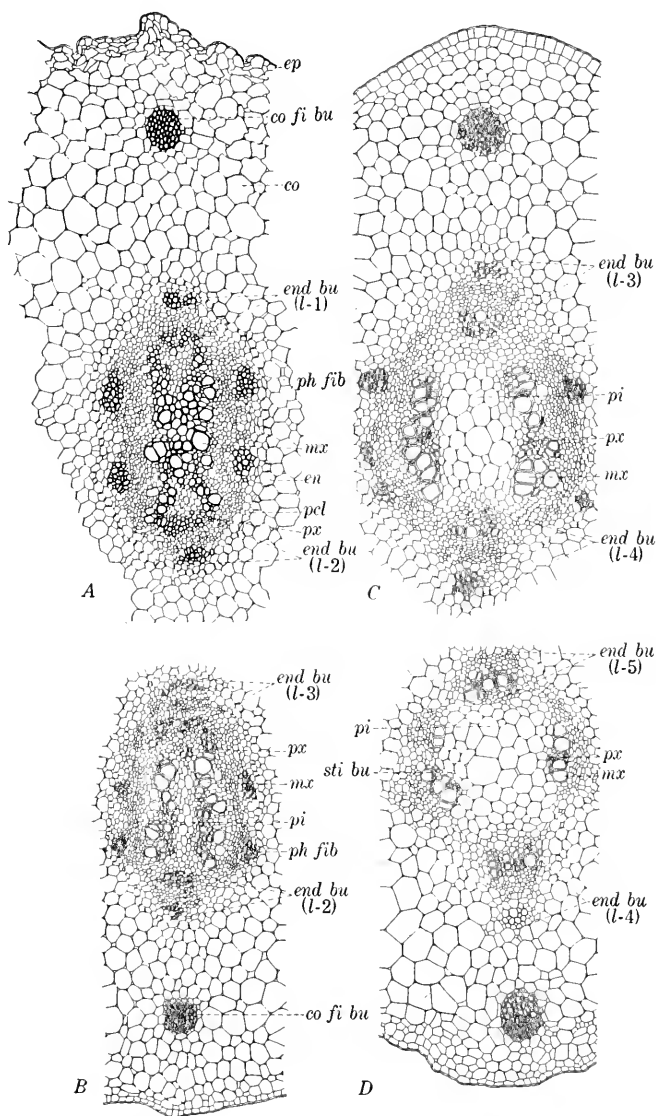 ep
co fi bu
co
end bu
(l-1)
ph fib
mx
en
pcl
px
end bu
(l-2)
A
end bu
(l-3)
pi
px
mx
end bu
(l-4)
C
end bu
(l-3)
px
mx
pi
ph fib
end bu
(l-2)
co fi bu
B
end bu
(l-5)
pi
px
sti bu
mx
end bu
(l-4)
D